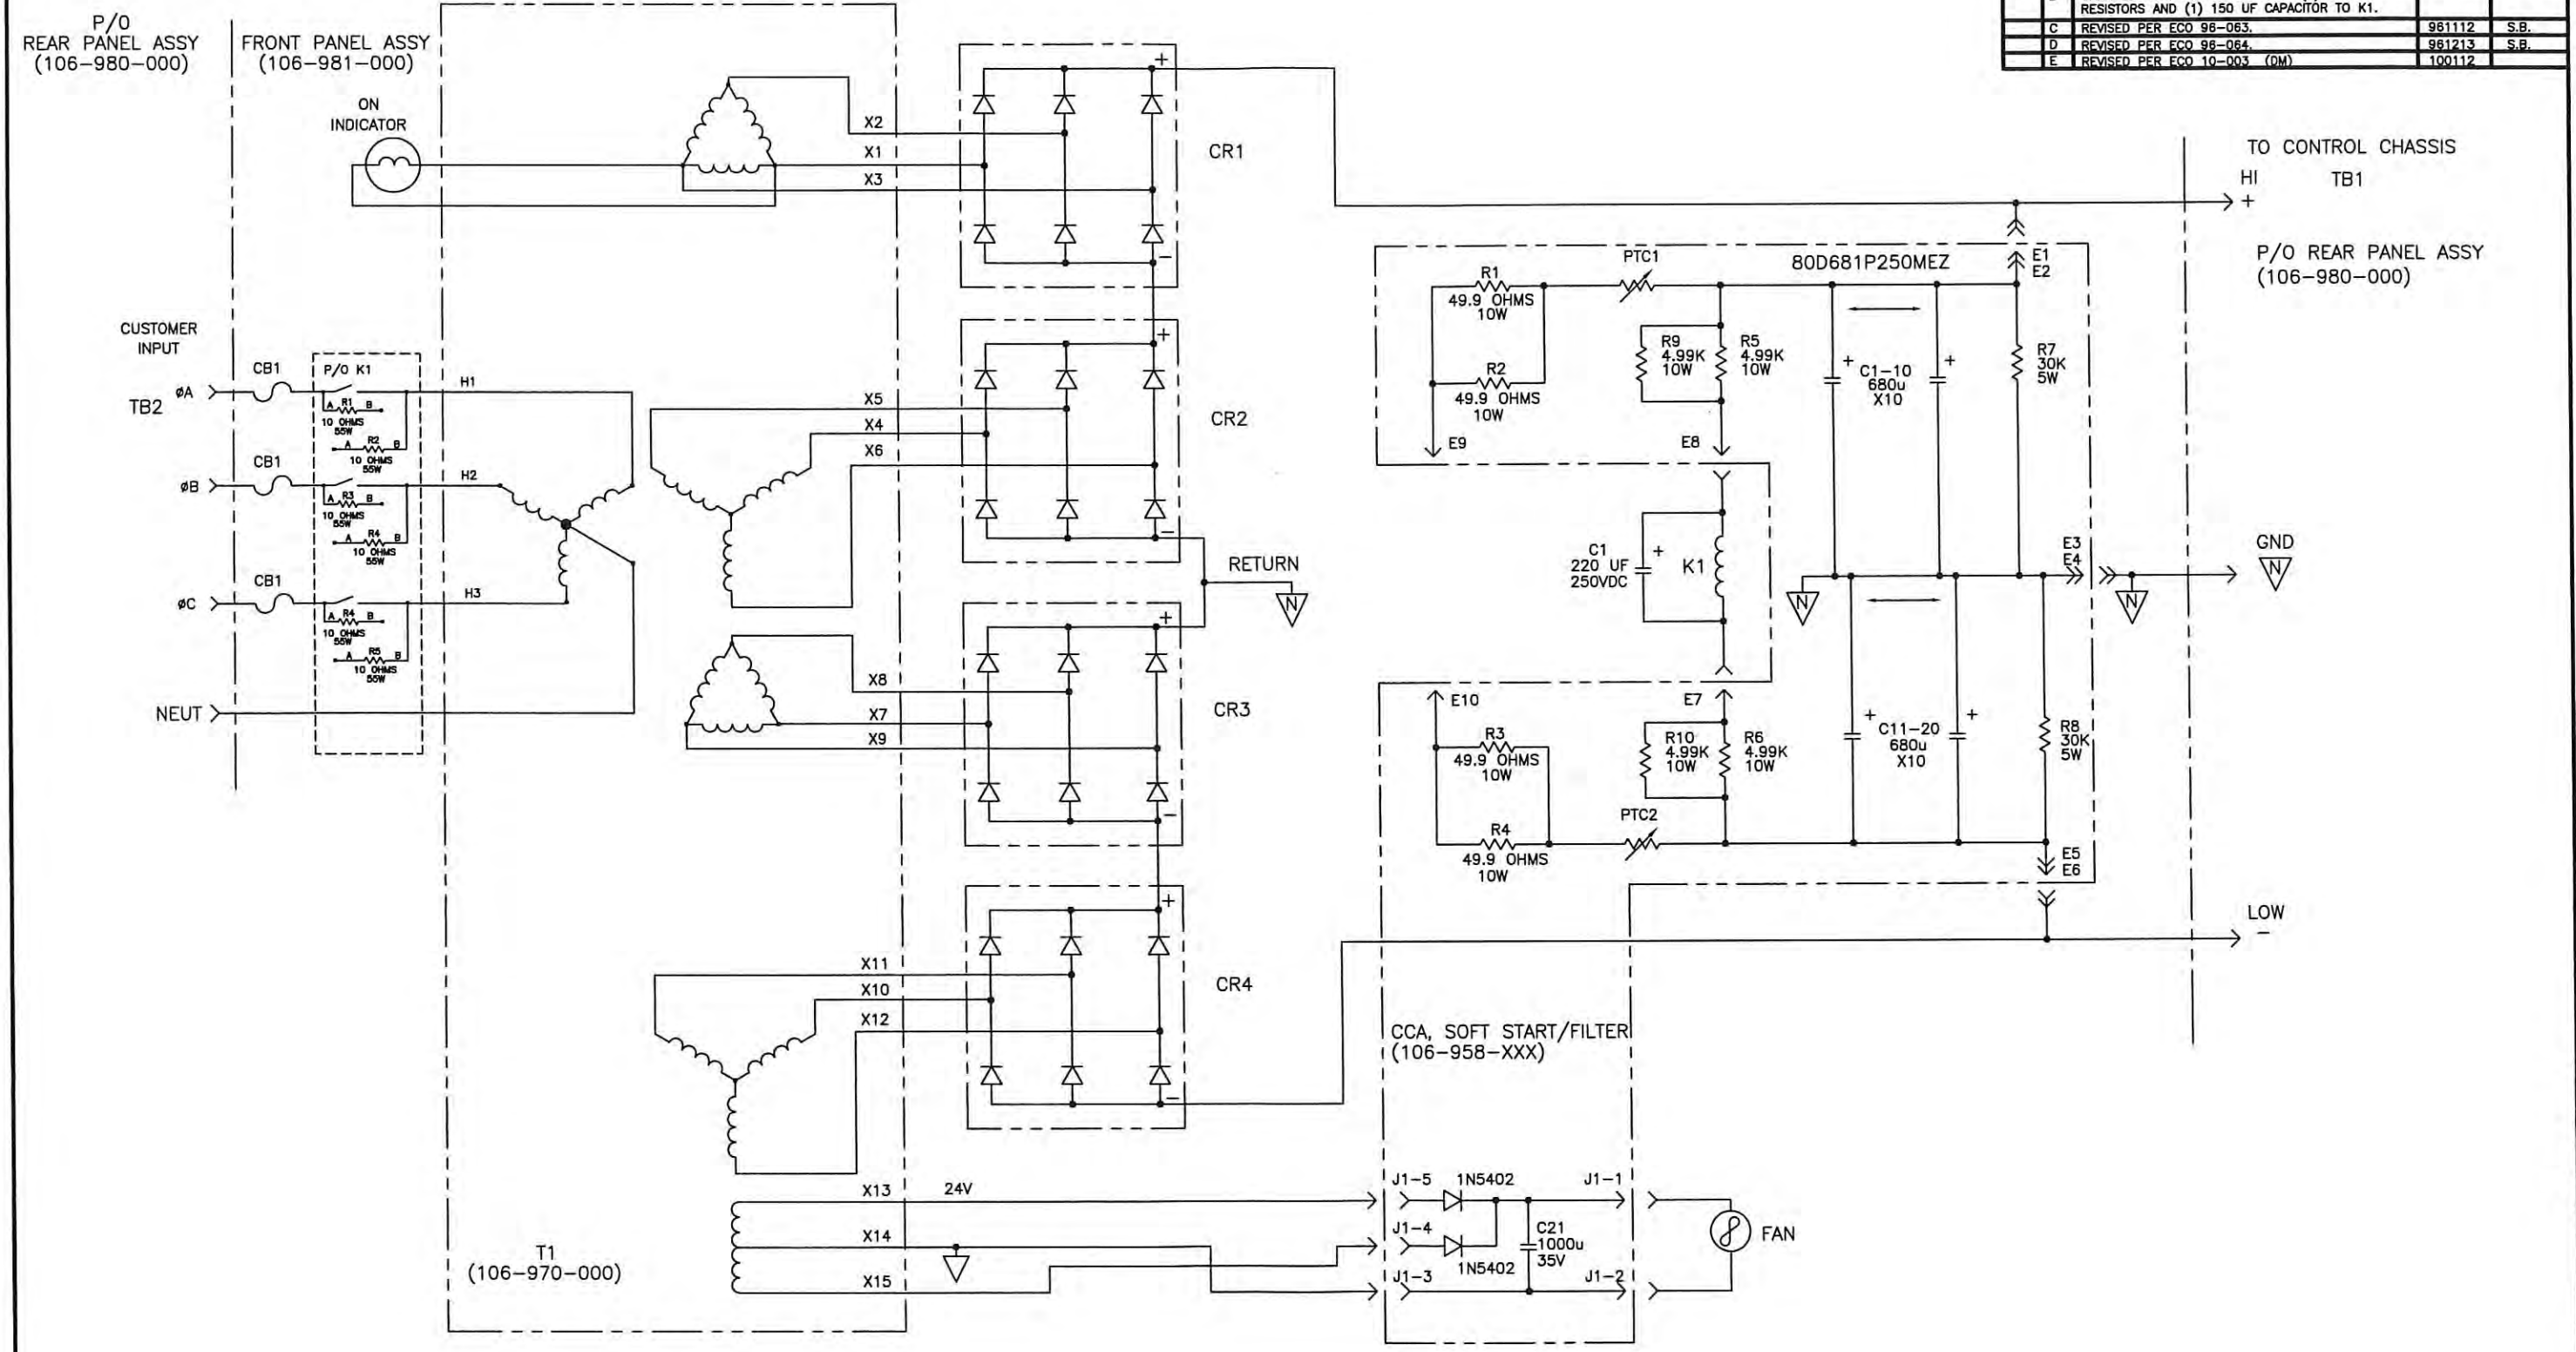 P/O
REAR PANEL ASSY
(106-980-000)
FRONT PANEL ASSY
(106-981-000)
RESISTORS AND (1) 150 UF CAPACITOR TO K1.
C REVISED PER ECO 96-063. 961112 S.B.
D REVISED PER ECO 96-064. 961213 S.B.
E REVISED PER ECO 10-003 (DM) 100112
ON
INDICATOR
X2
X1
X3
+
CR1
-
TO CONTROL CHASSIS
HI TB1
+
P/O REAR PANEL ASSY
(106-980-000)
CUSTOMER
INPUT
TB2
øA
CB1
P/O K1
H1
A R1 B
10 OHMS
55W
A R2 B
10 OHMS
55W
øB
CB1
H2
A R3 B
10 OHMS
55W
A R4 B
10 OHMS
55W
øC
CB1
H3
A R4 B
10 OHMS
55W
A R5 B
10 OHMS
55W
NEUT
X5
X4
X6
+
CR2
-
RETURN
N
X8
X7
X9
+
CR3
-
X11
X10
X12
+
CR4
-
X13 24V
X14
X15
T1
(106-970-000)
R1
49.9 OHMS
10W
PTC1
80D681P250MEZ
E1
E2
R2
49.9 OHMS
10W
R9
4.99K
10W
R5
4.99K
10W
+
C1-10
680u
X10
+
R7
30K
5W
E9
E8
C1
220 UF
250VDC
+
K1
N
E3
E4
N
GND
N
E10
E7
R3
49.9 OHMS
10W
R10
4.99K
10W
R6
4.99K
10W
+
C11-20
680u
X10
+
R8
30K
5W
R4
49.9 OHMS
10W
PTC2
E5
E6
LOW
-
CCA, SOFT START/FILTER
(106-958-XXX)
J1-5
1N5402
J1-1
J1-4
1N5402
C21
1000u
35V
J1-3
J1-2
FAN